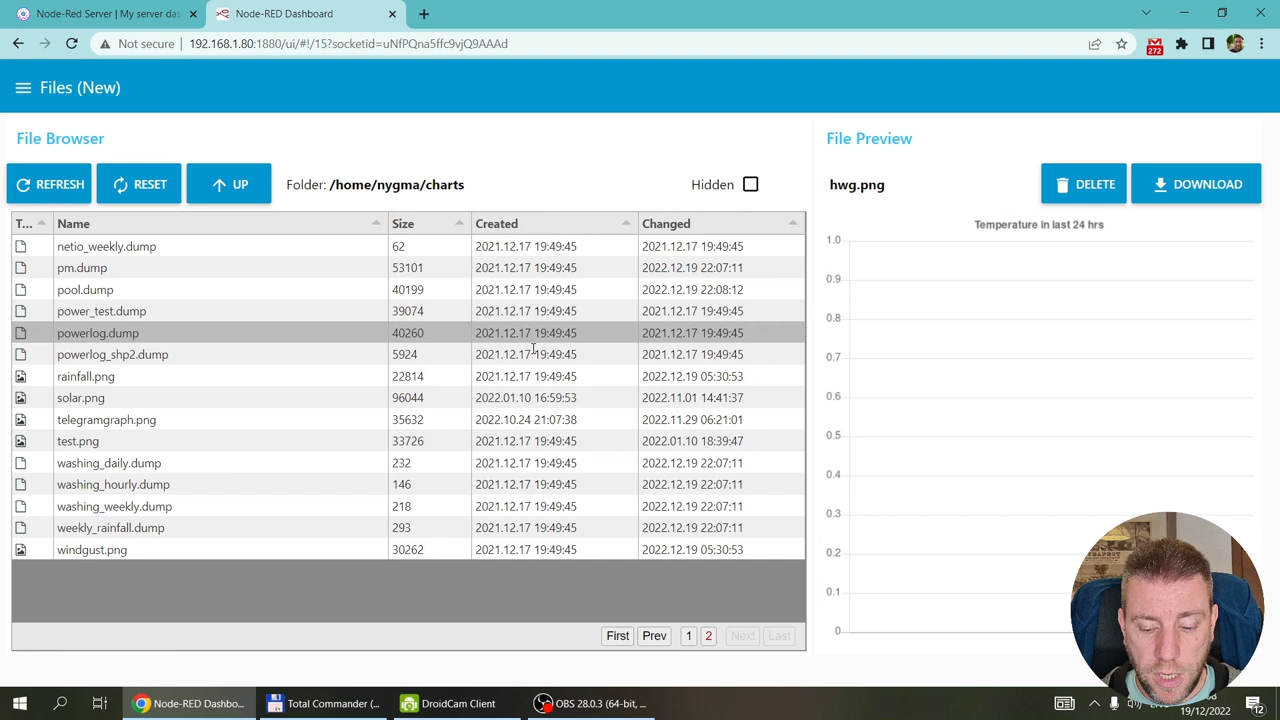 Node-Red Server | My server das
Node-RED Dashboard
Not secure
192.168.1.80:1880/ui/#!/15?socketid=uNfPQna5ffc9vjQ9AAAd
272
Files (New)
File Browser
REFRESH
RESET
UP
Folder: /home/nygma/charts
Hidden
T... Name Size Created Changed
netio_weekly.dump 62 2021.12.17 19:49:45 2021.12.17 19:49:45
pm.dump 53101 2021.12.17 19:49:45 2022.12.19 22:07:11
pool.dump 40199 2021.12.17 19:49:45 2022.12.19 22:08:12
power_test.dump 39074 2021.12.17 19:49:45 2021.12.17 19:49:45
powerlog.dump 40260 2021.12.17 19:49:45 2021.12.17 19:49:45
powerlog_shp2.dump 5924 2021.12.17 19:49:45 2021.12.17 19:49:45
rainfall.png 22814 2021.12.17 19:49:45 2022.12.19 05:30:53
solar.png 96044 2022.01.10 16:59:53 2022.11.01 14:41:37
telegramgraph.png 35632 2022.10.24 21:07:38 2022.11.29 06:21:01
test.png 33726 2021.12.17 19:49:45 2022.01.10 18:39:47
washing_daily.dump 232 2021.12.17 19:49:45 2022.12.19 22:07:11
washing_hourly.dump 146 2021.12.17 19:49:45 2022.12.19 22:07:11
washing_weekly.dump 218 2021.12.17 19:49:45 2022.12.19 22:07:11
weekly_rainfall.dump 293 2021.12.17 19:49:45 2022.12.19 22:07:11
windgust.png 30262 2021.12.17 19:49:45 2022.12.19 05:30:53
First Prev 1 2 Next Last
File Preview
hwg.png
DELETE
DOWNLOAD
Temperature in last 24 hrs
1.0
0.9
0.8
0.7
0.6
0.5
0.4
0.3
0.2
0.1
0
Node-RED Dashbo...
Total Commander (...
DroidCam Client
OBS 28.0.3 (64-bit, ...
19/12/2022
12